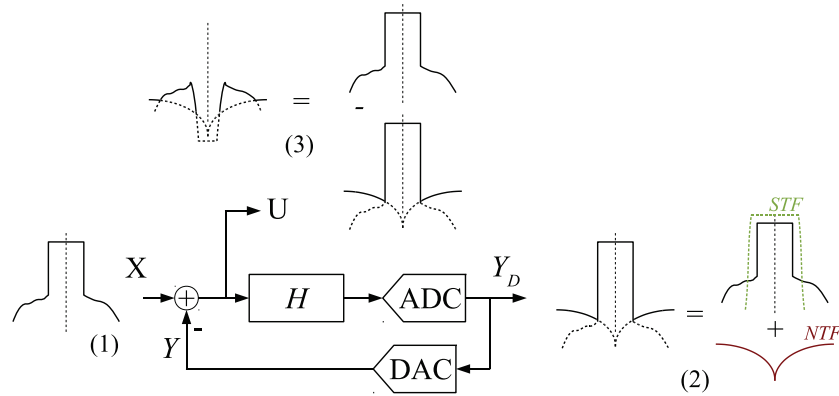 =
-
(3)
U
STF
X
+
H
ADC
Y_D
=
(1)
-
Y
DAC
+
NTF
(2)